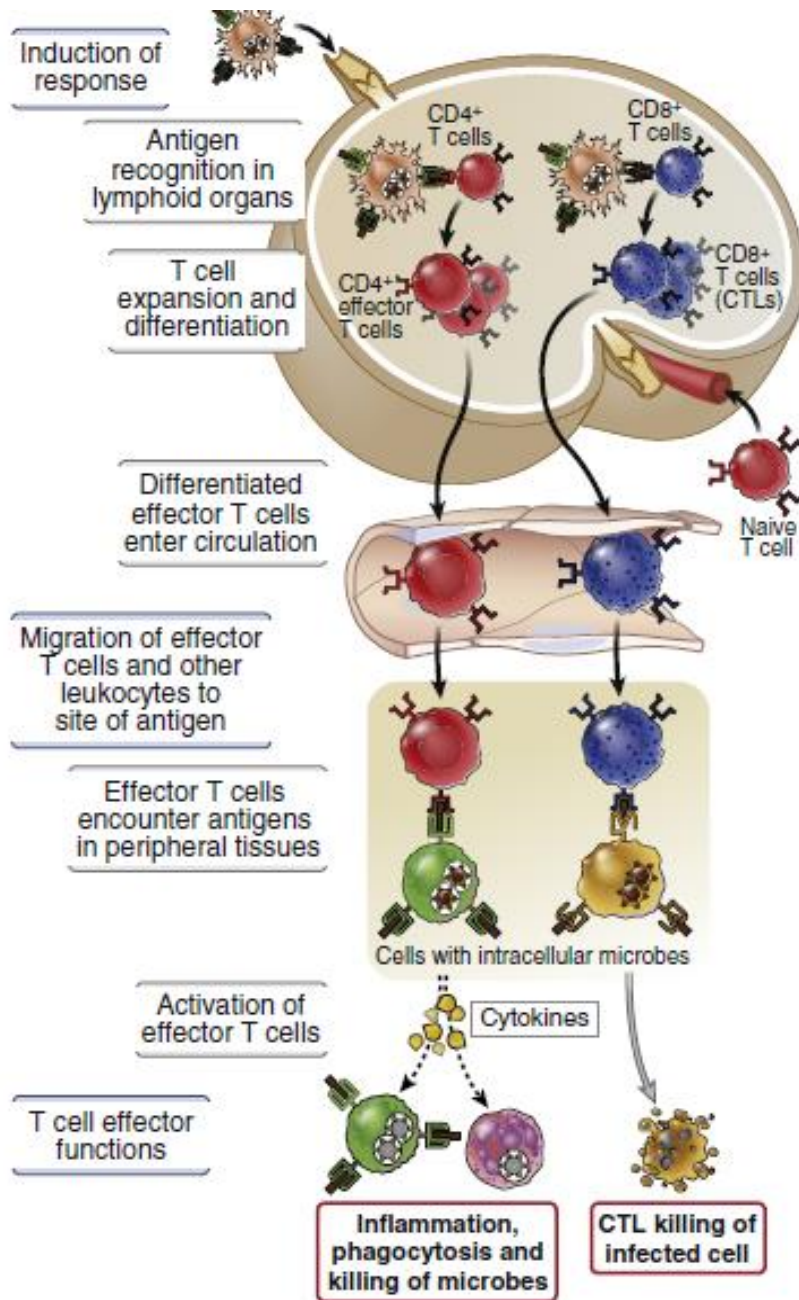 Induction of
response
Antigen
recognition in
lymphoid organs
CD4+
T cells
CD8+
T cells
T cell
expansion and
differentiation
CD4+
effector
T cells
CD8+
T cells
(CTLs)
Naive
T cell
Differentiated
effector T cells
enter circulation
Migration of effector
T cells and other
leukocytes to
site of antigen
Effector T cells
encounter antigens
in peripheral tissues
Cells with intracellular microbes
Activation of
effector T cells
Cytokines
T cell effector
functions
Inflammation,
phagocytosis and
killing of microbes
CTL killing of
infected cell